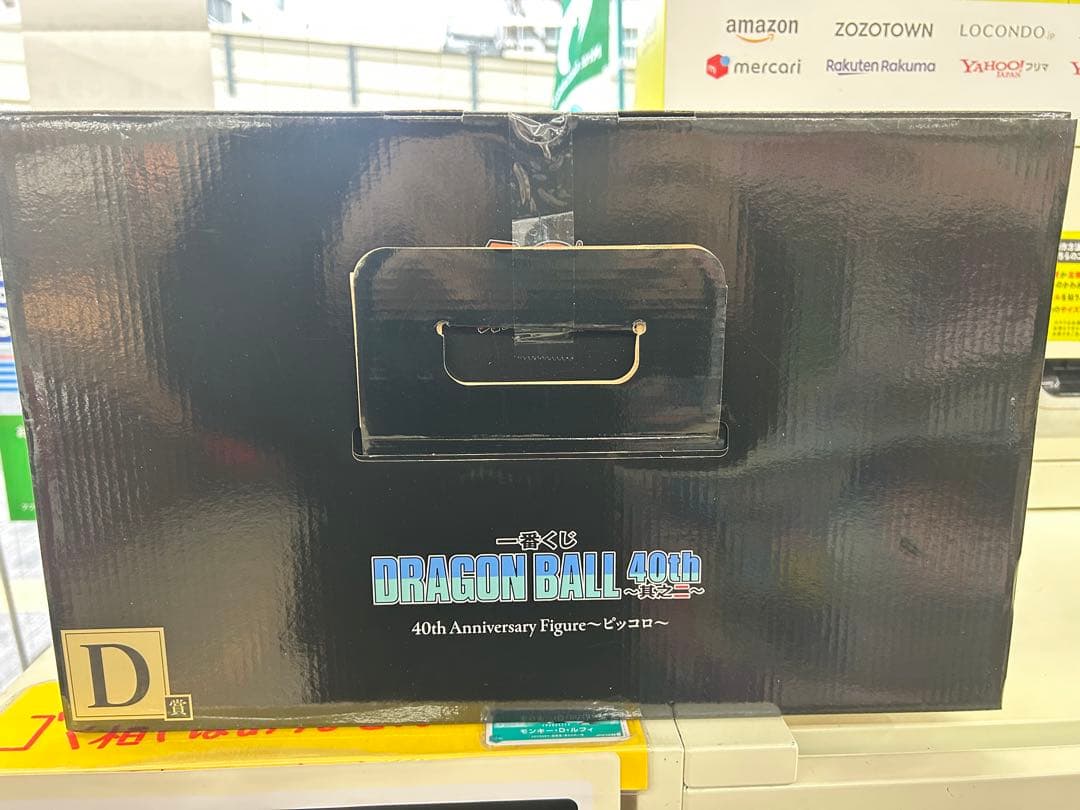 amazon
ZOZOTOWN
LOCONDO.jp
mercari
Rakuten Rakuma
YAHOO! フリマ
JAPAN
一番くじ
DRAGON BALL 40th
～其之二～
40th Anniversary Figure～ピッコロ～
D
賞
モンキー・D・ルフィ